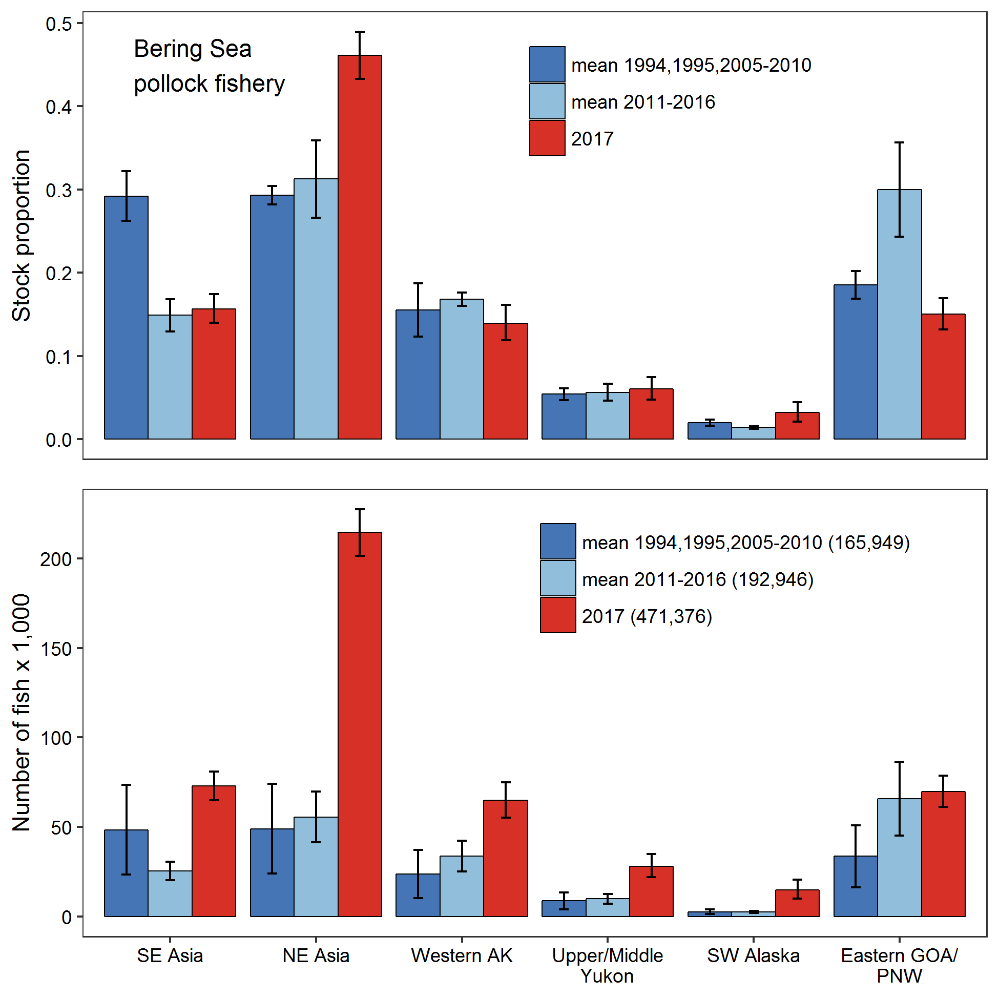 Bering Sea
pollock fishery
mean 1994,1995,2005-2010
mean 2011-2016
2017
Stock proportion
0.5
0.4
0.3
0.2
0.1
0.0
mean 1994,1995,2005-2010 (165,949)
mean 2011-2016 (192,946)
2017 (471,376)
Number of fish x 1,000
200
150
100
50
0
SE Asia
NE Asia
Western AK
Upper/Middle
Yukon
SW Alaska
Eastern GOA/
PNW